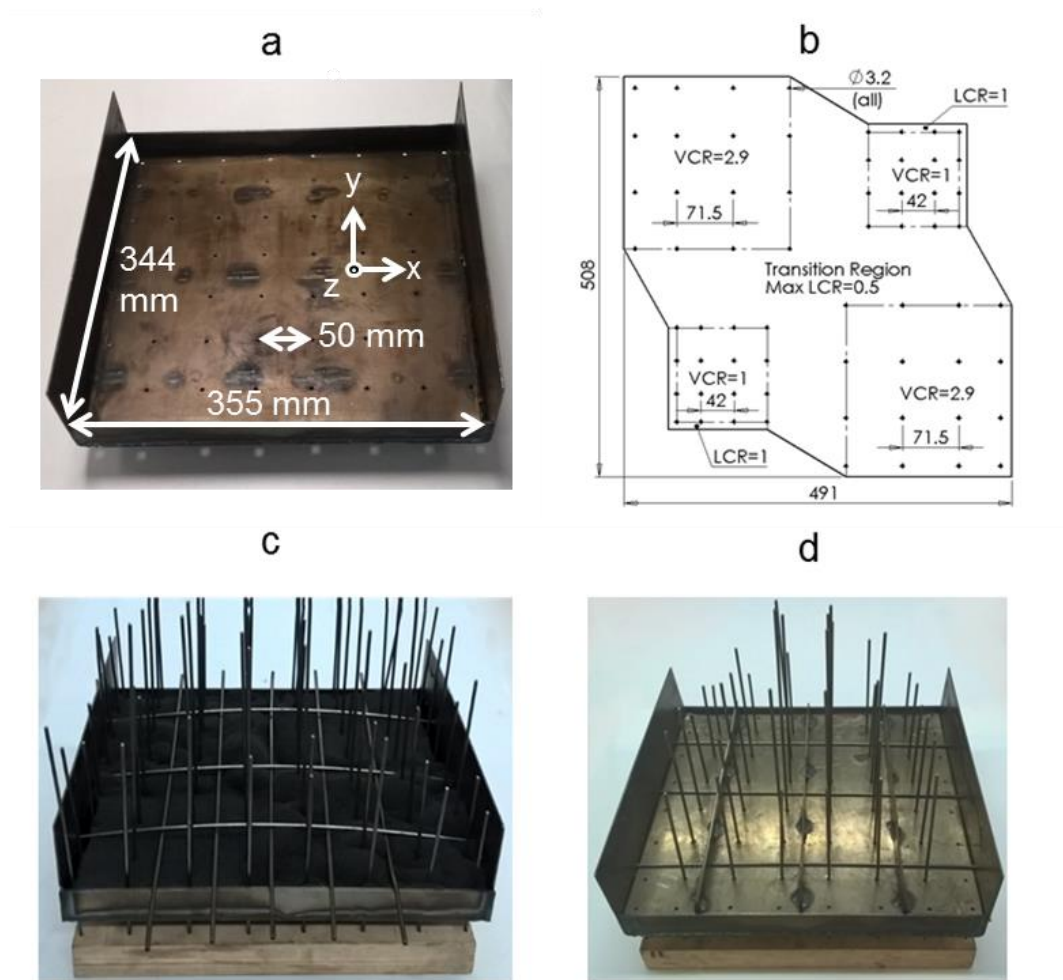 a
344
mm
y
x
z
50 mm
355 mm
b
∅3.2
(all)
LCR=1
VCR=2.9
VCR=1
71.5
42
508
Transition Region
Max LCR=0.5
VCR=1
42
VCR=2.9
71.5
LCR=1
491
c
d